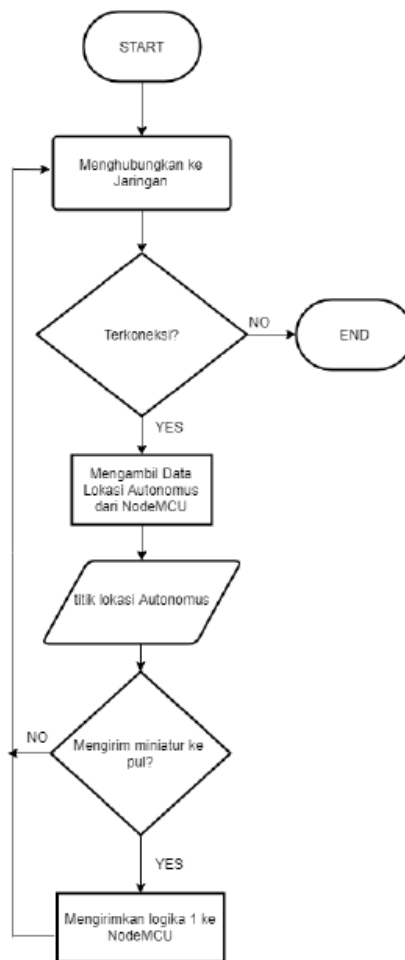 START
Menghubungkan ke
Jaringan
Terkoneksi?
NO
END
YES
Mengambil Data
Lokasi Autonomus
dari NodeMCU
titik lokasi Autonomus
NO
Mengirim miniatur ke
pul?
YES
Mengirimkan logika 1 ke
NodeMCU